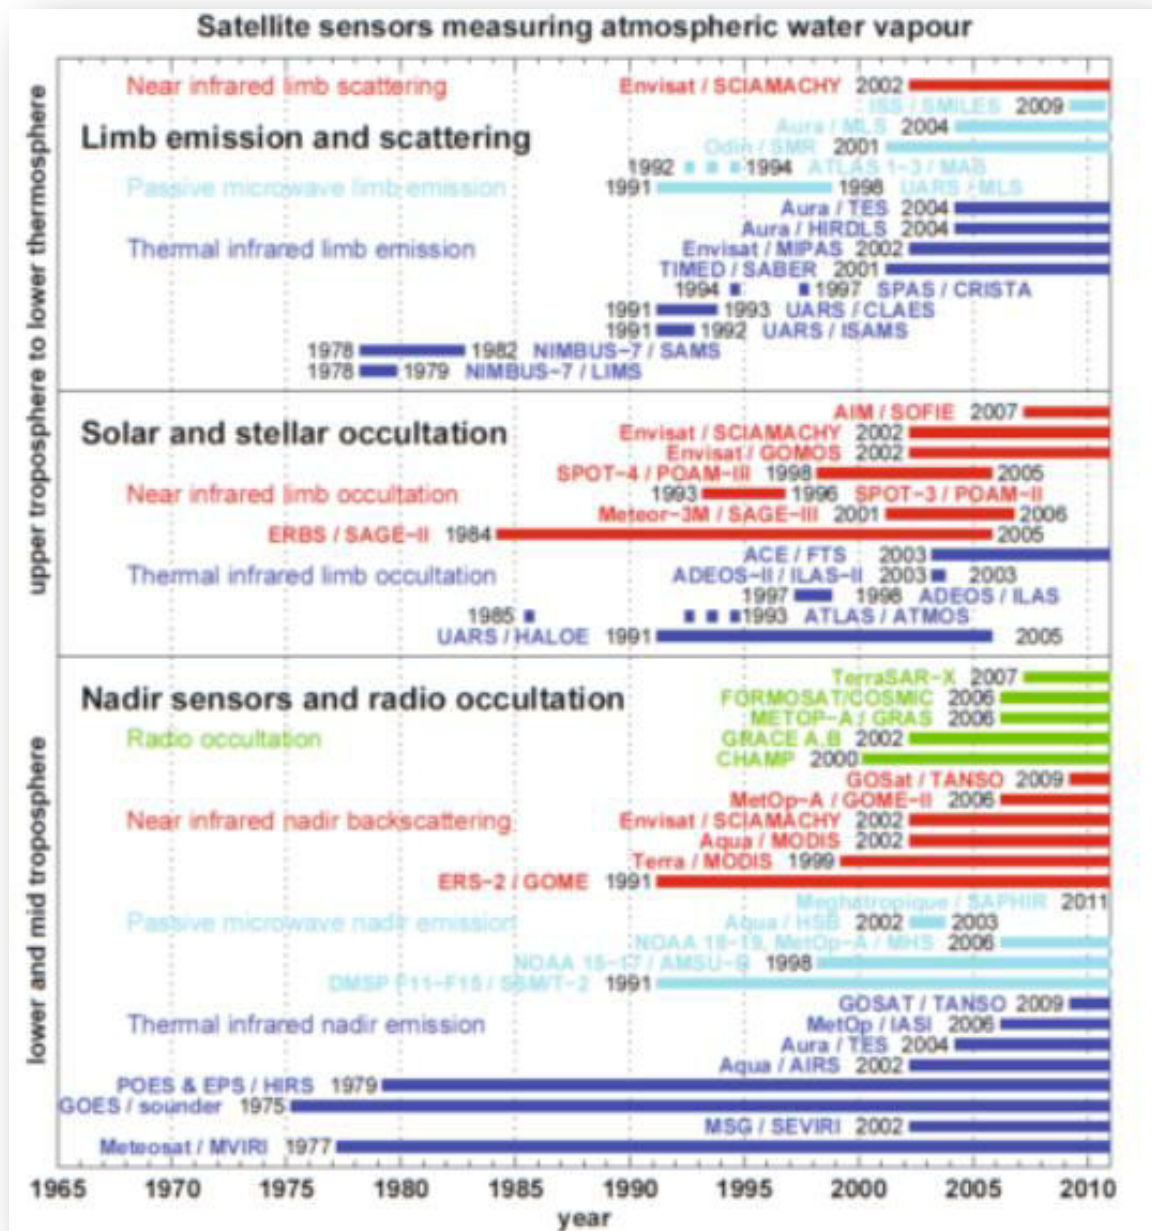 Satellite sensors measuring atmospheric water vapour
upper troposphere to lower thermosphere
Near infrared limb scattering Envisat / SCIAMACHY 2002
ISS / SMILES 2009
Limb emission and scattering Aura / MLS 2004
Odin / SMR 2001
1992 1994 ATLAS 1-3 / MAS
Passive microwave limb emission 1991 1998 UARS / MLS
Aura / TES 2004
Aura / HIRDLS 2004
Thermal infrared limb emission Envisat / MIPAS 2002
TIMED / SABER 2001
1994 1997 SPAS / CRISTA
1991 1993 UARS / CLAES
1991 1992 UARS / ISAMS
1978 1982 NIMBUS-7 / SAMS
1978 1979 NIMBUS-7 / LIMS
AIM / SOFIE 2007
Solar and stellar occultation Envisat / SCIAMACHY 2002
Envisat / GOMOS 2002
SPOT-4 / POAM-III 1998 2005
Near infrared limb occultation 1993 1996 SPOT-3 / POAM-II
Meteor-3M / SAGE-III 2001 2006
ERBS / SAGE-II 1984 2005
ACE / FTS 2003
Thermal infrared limb occultation ADEOS-II / ILAS-II 2003 2003
1997 1998 ADEOS / ILAS
1985 1993 ATLAS / ATMOS
UARS / HALOE 1991 2005
lower and mid troposphere
TerraSAR-X 2007
Nadir sensors and radio occultation FORMOSAT/COSMIC 2006
METOP-A / GRAS 2006
Radio occultation GRACE A,B 2002
CHAMP 2000
GOSat / TANSO 2009
MetOp-A / GOME-II 2006
Near infrared nadir backscattering Envisat / SCIAMACHY 2002
Aqua / MODIS 2002
Terra / MODIS 1999
ERS-2 / GOME 1991
Meghatropique / SAPHIR 2011
Passive microwave nadir emission Aqua / HSB 2002 2003
NOAA 18-19, MetOp-A / MHS 2006
NOAA 15-17 / AMSU-B 1998
DMSP F11-F15 / SSM/T-2 1991
GOSAT / TANSO 2009
Thermal infrared nadir emission MetOp / IASI 2006
Aura / TES 2004
Aqua / AIRS 2002
POES & EPS / HIRS 1979
GOES / sounder 1975
MSG / SEVIRI 2002
Meteosat / MVIRI 1977
1965 1970 1975 1980 1985 1990 1995 2000 2005 2010
year